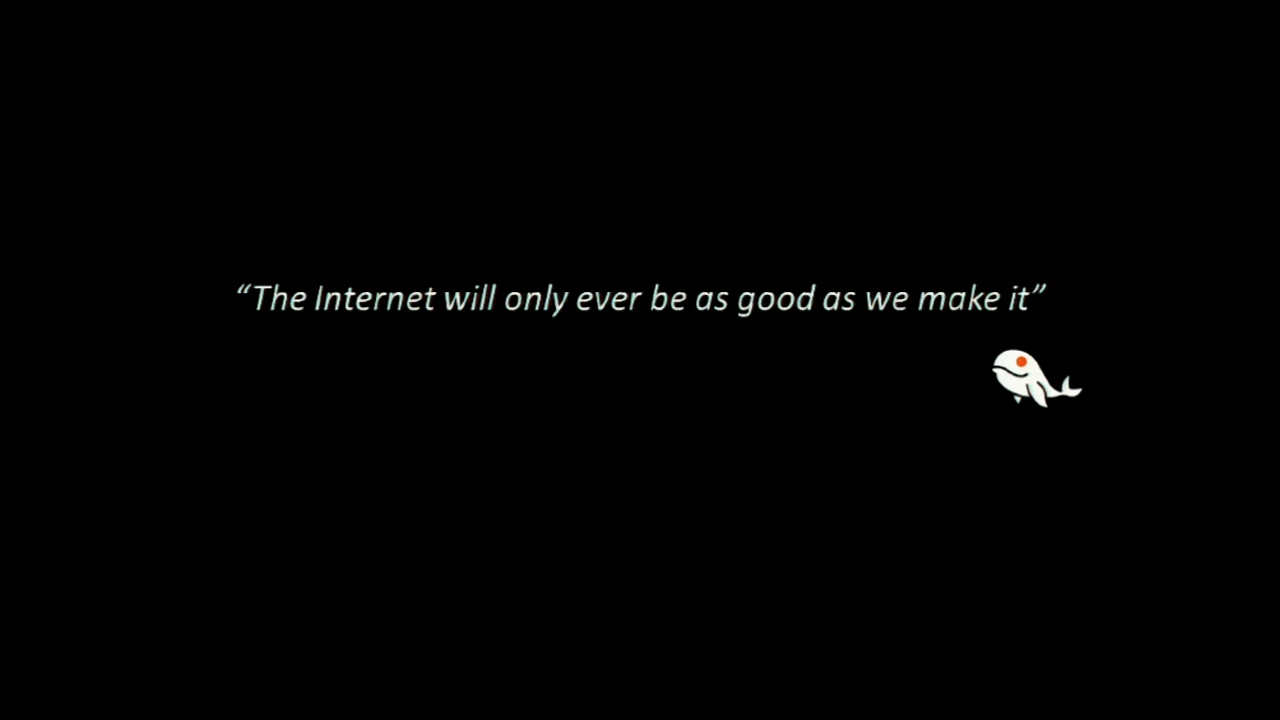 “The Internet will only ever be as good as we make it”